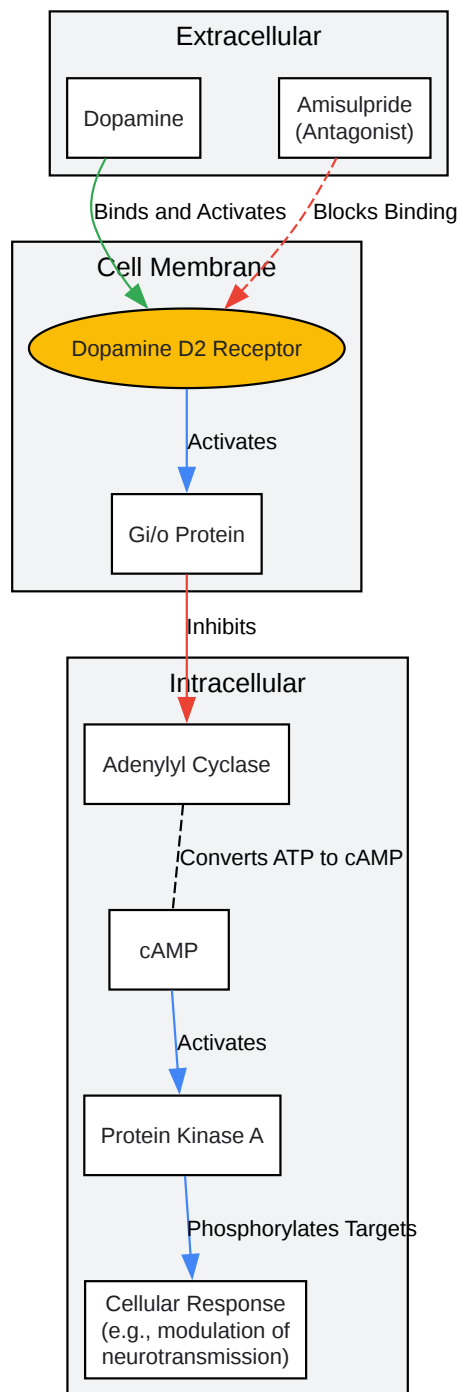 Extracellular
Dopamine
Amisulpride
(Antagonist)
Binds and Activates
Blocks Binding
Cell Membrane
Dopamine D2 Receptor
Activates
Gi/o Protein
Inhibits
Intracellular
Adenylyl Cyclase
Converts ATP to cAMP
cAMP
Activates
Protein Kinase A
Phosphorylates Targets
Cellular Response
(e.g., modulation of
neurotransmission)